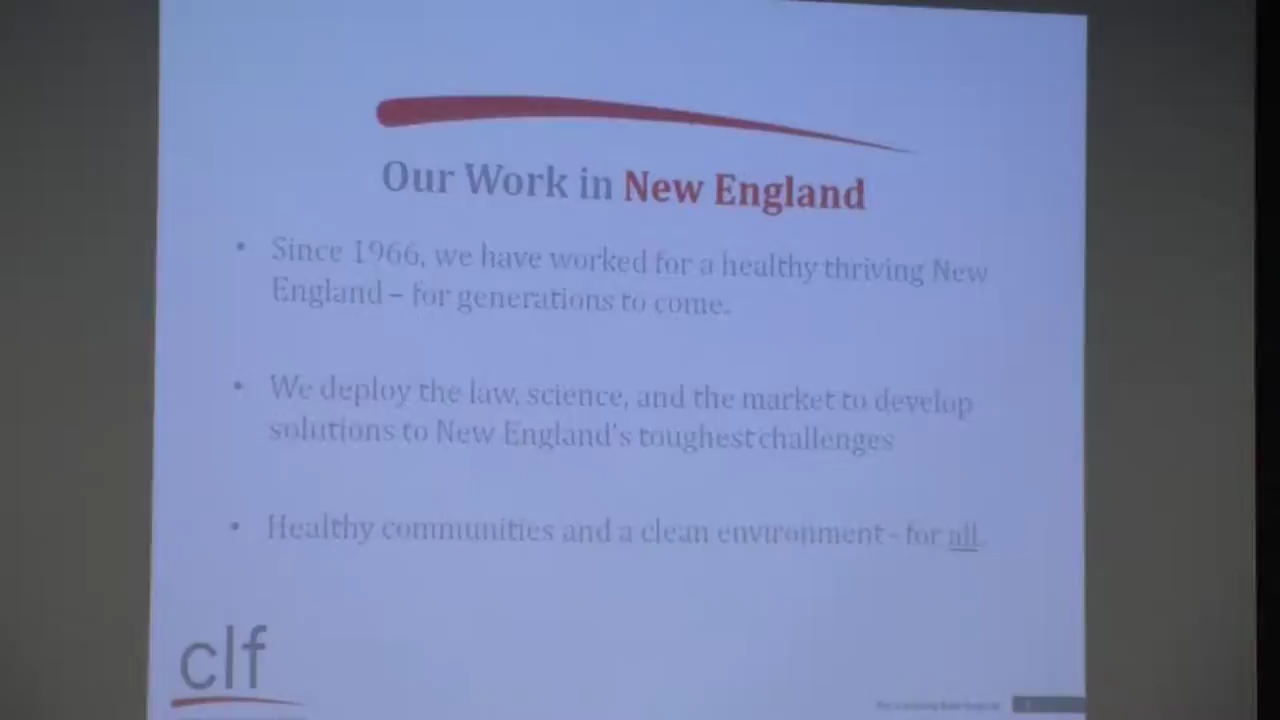 Our Work in New England
• Since 1966, we have worked for a healthy thriving New
England – for generations to come.
• We deploy the law, science, and the market to develop
solutions to New England's toughest challenges
• Healthy communities and a clean environment - for all.
clf